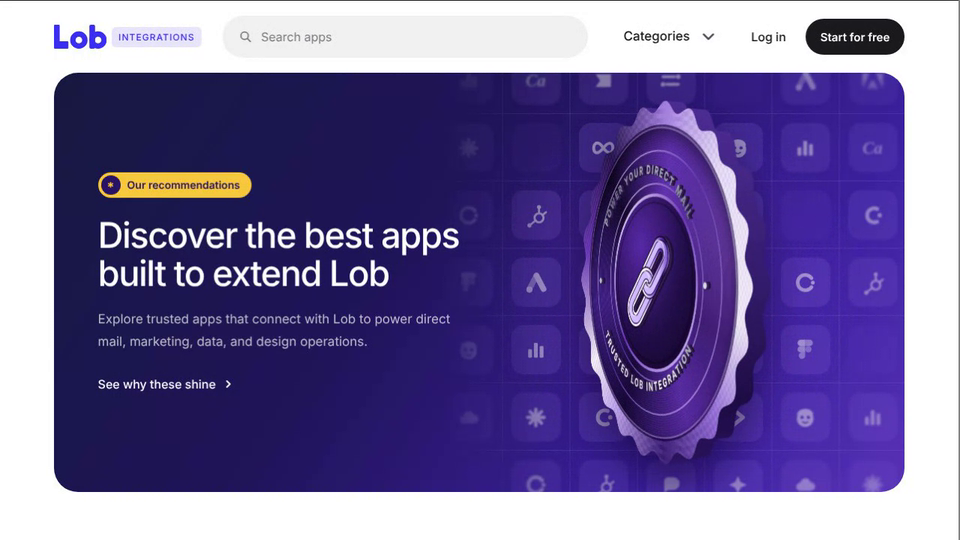 Lob INTEGRATIONS
Search apps
Categories
Log in
Start for free
Our recommendations
Discover the best apps
built to extend Lob
Explore trusted apps that connect with Lob to power direct
mail, marketing, data, and design operations.
See why these shine
POWER YOUR DIRECT MAIL
TRUSTED LOB INTEGRATION
Ca
Ca